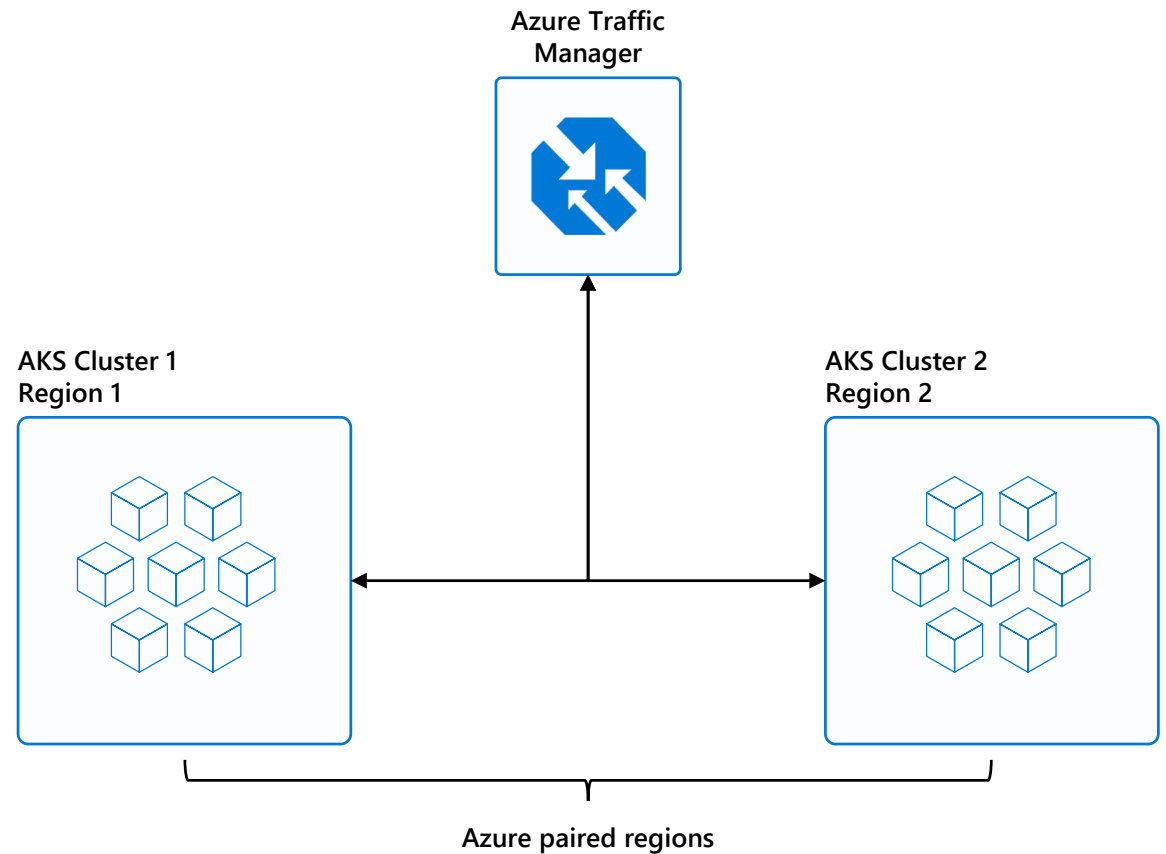 Azure Traffic
Manager
AKS Cluster 1
Region 1
AKS Cluster 2
Region 2
Azure paired regions